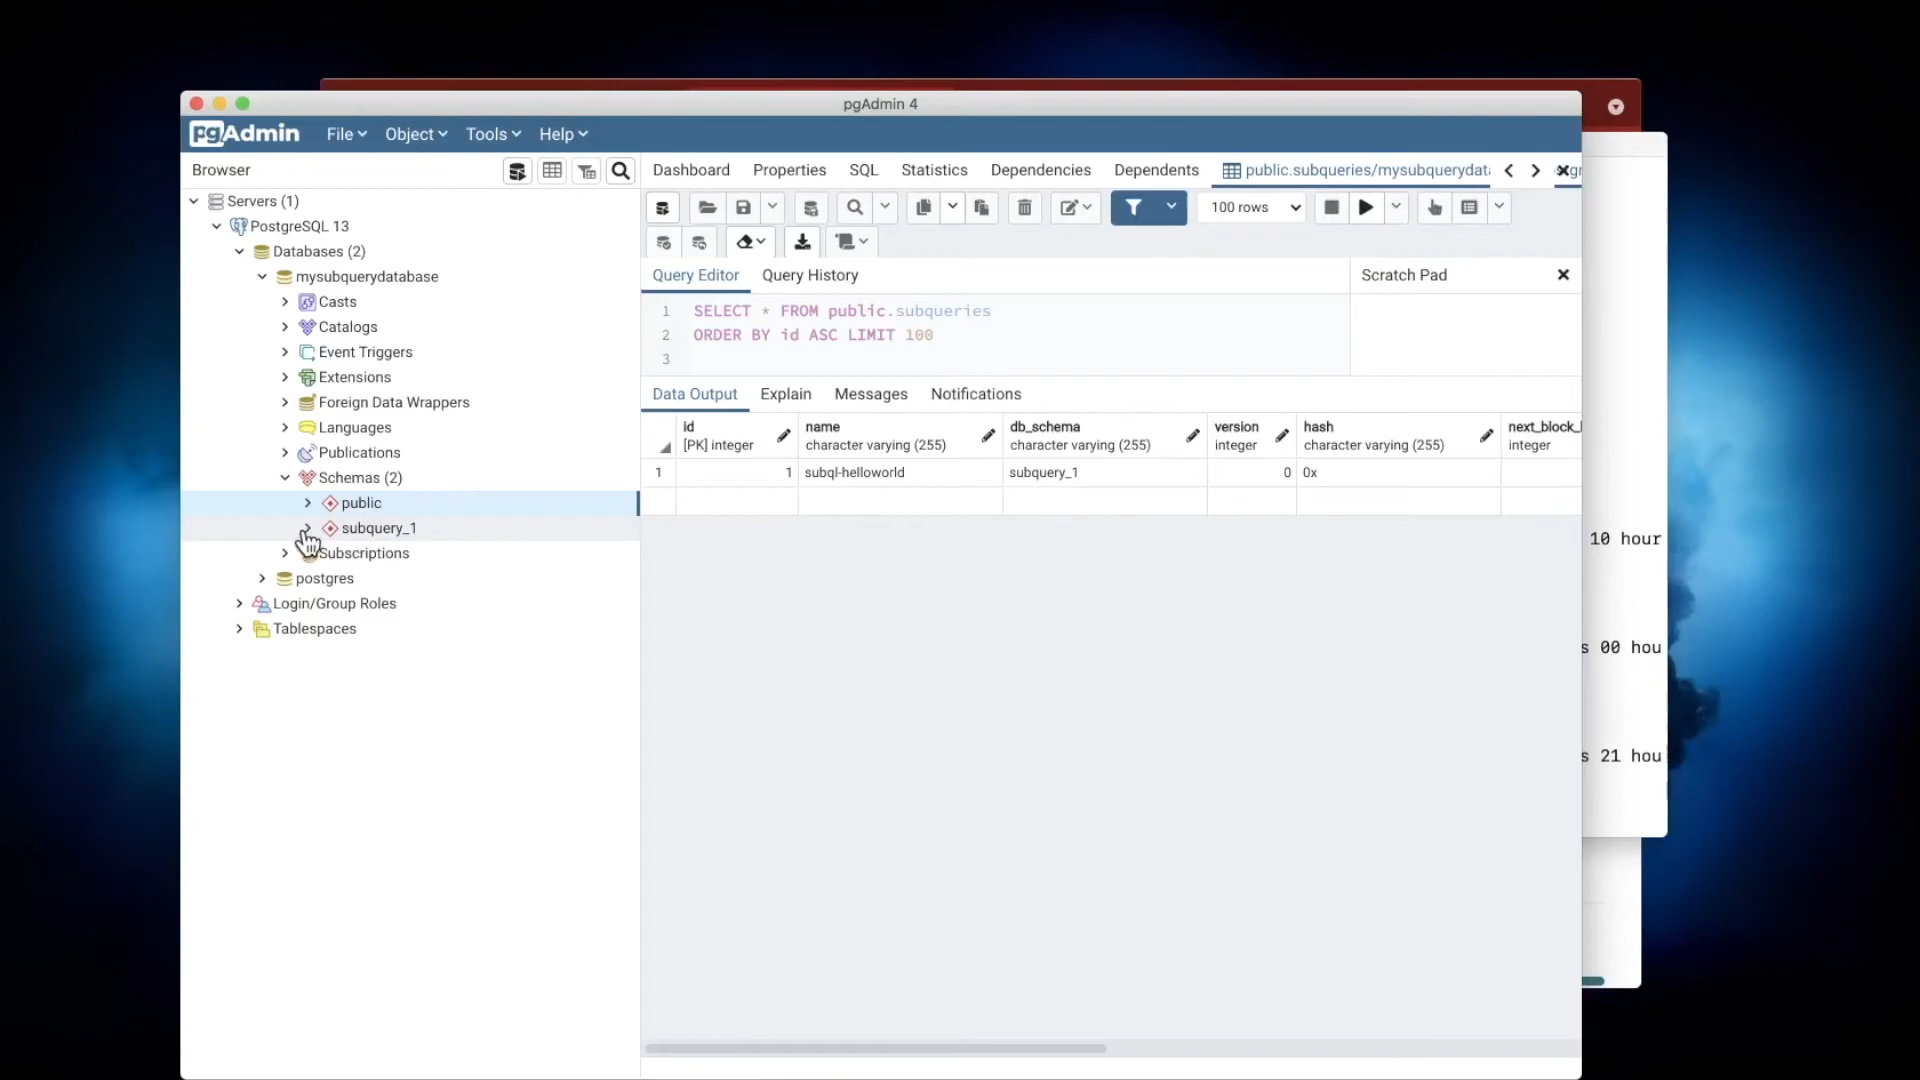 pgAdmin 4
pgAdmin File Object Tools Help
Browser
Dashboard Properties SQL Statistics Dependencies Dependents public.subqueries/mysubquerydat
Servers (1)
PostgreSQL 13
Databases (2)
mysubquerydatabase
Casts
Catalogs
Event Triggers
Extensions
Foreign Data Wrappers
Languages
Publications
Schemas (2)
public
subquery_1
Subscriptions
postgres
Login/Group Roles
Tablespaces
100 rows
Query Editor Query History
Scratch Pad
1 SELECT * FROM public.subqueries
2 ORDER BY id ASC LIMIT 100
3
Data Output Explain Messages Notifications
id name db_schema version hash next_block_
[PK] integer character varying (255) character varying (255) integer character varying (255) integer
1 1 subql-helloworld subquery_1 0 0x
10 hour
s 00 hou
s 21 hou